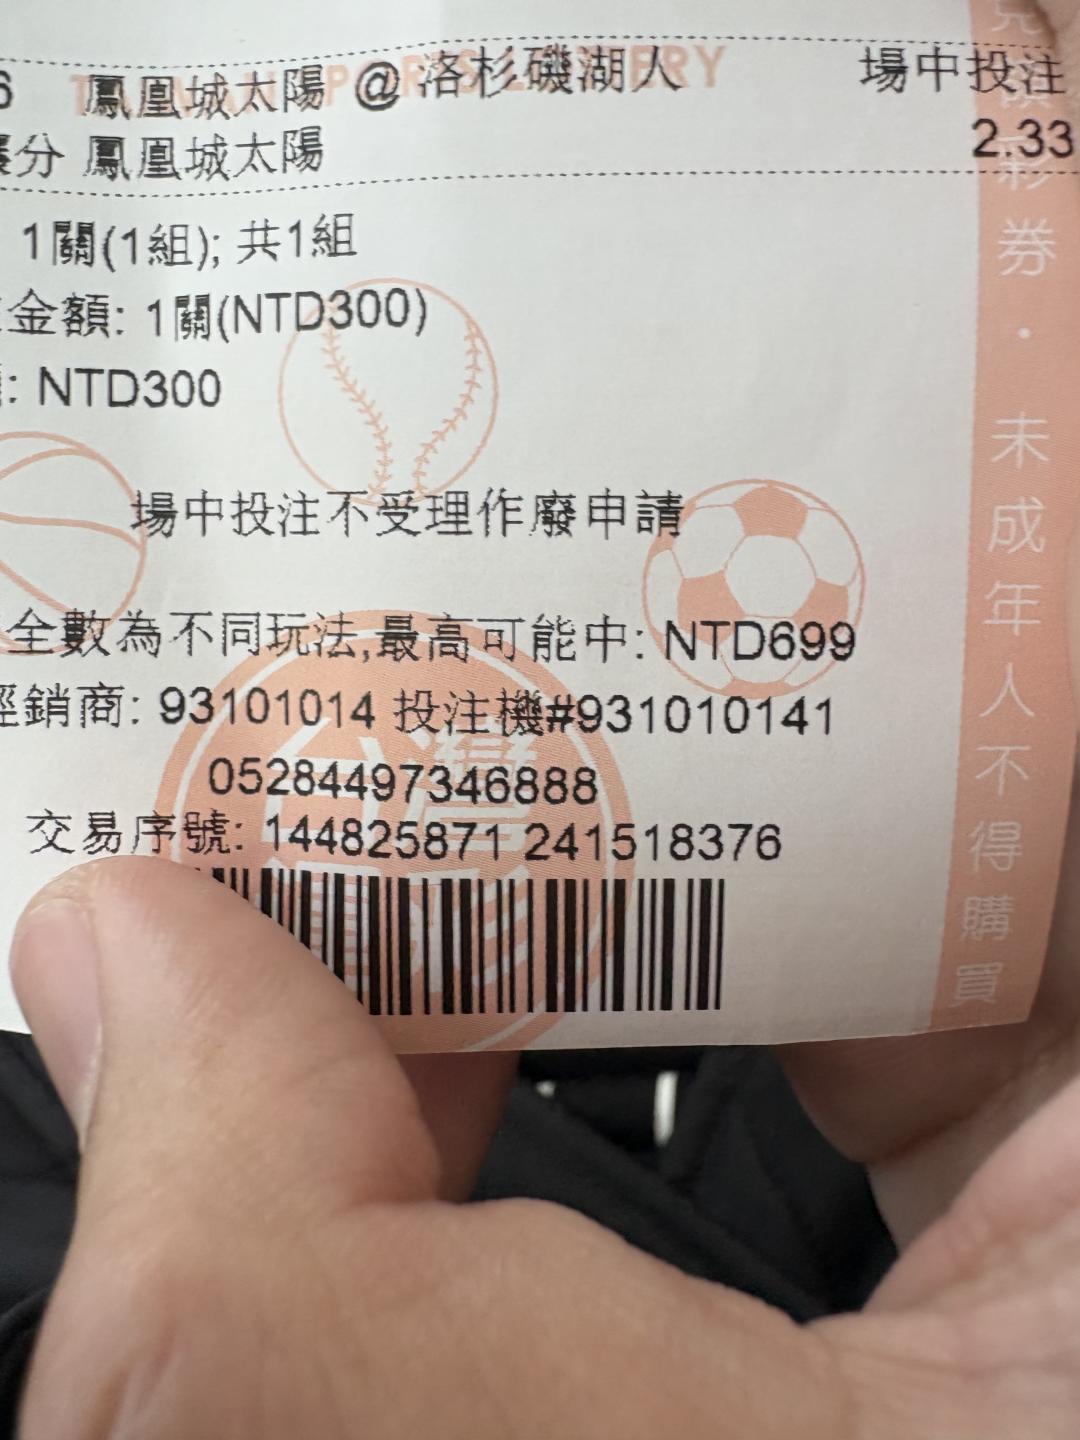 6 鳳凰城太陽 @ 洛杉磯湖人 場中投注
分 鳳凰城太陽 2.33
1關(1組); 共1組
金額: 1關(NTD300)
: NTD300
場中投注不受理作廢申請
全數為不同玩法,最高可能中: NTD699
經銷商: 93101014 投注機#931010141
05284497346888
交易序號: 144825871 241518376
彩券・未成年人不得購買
台灣